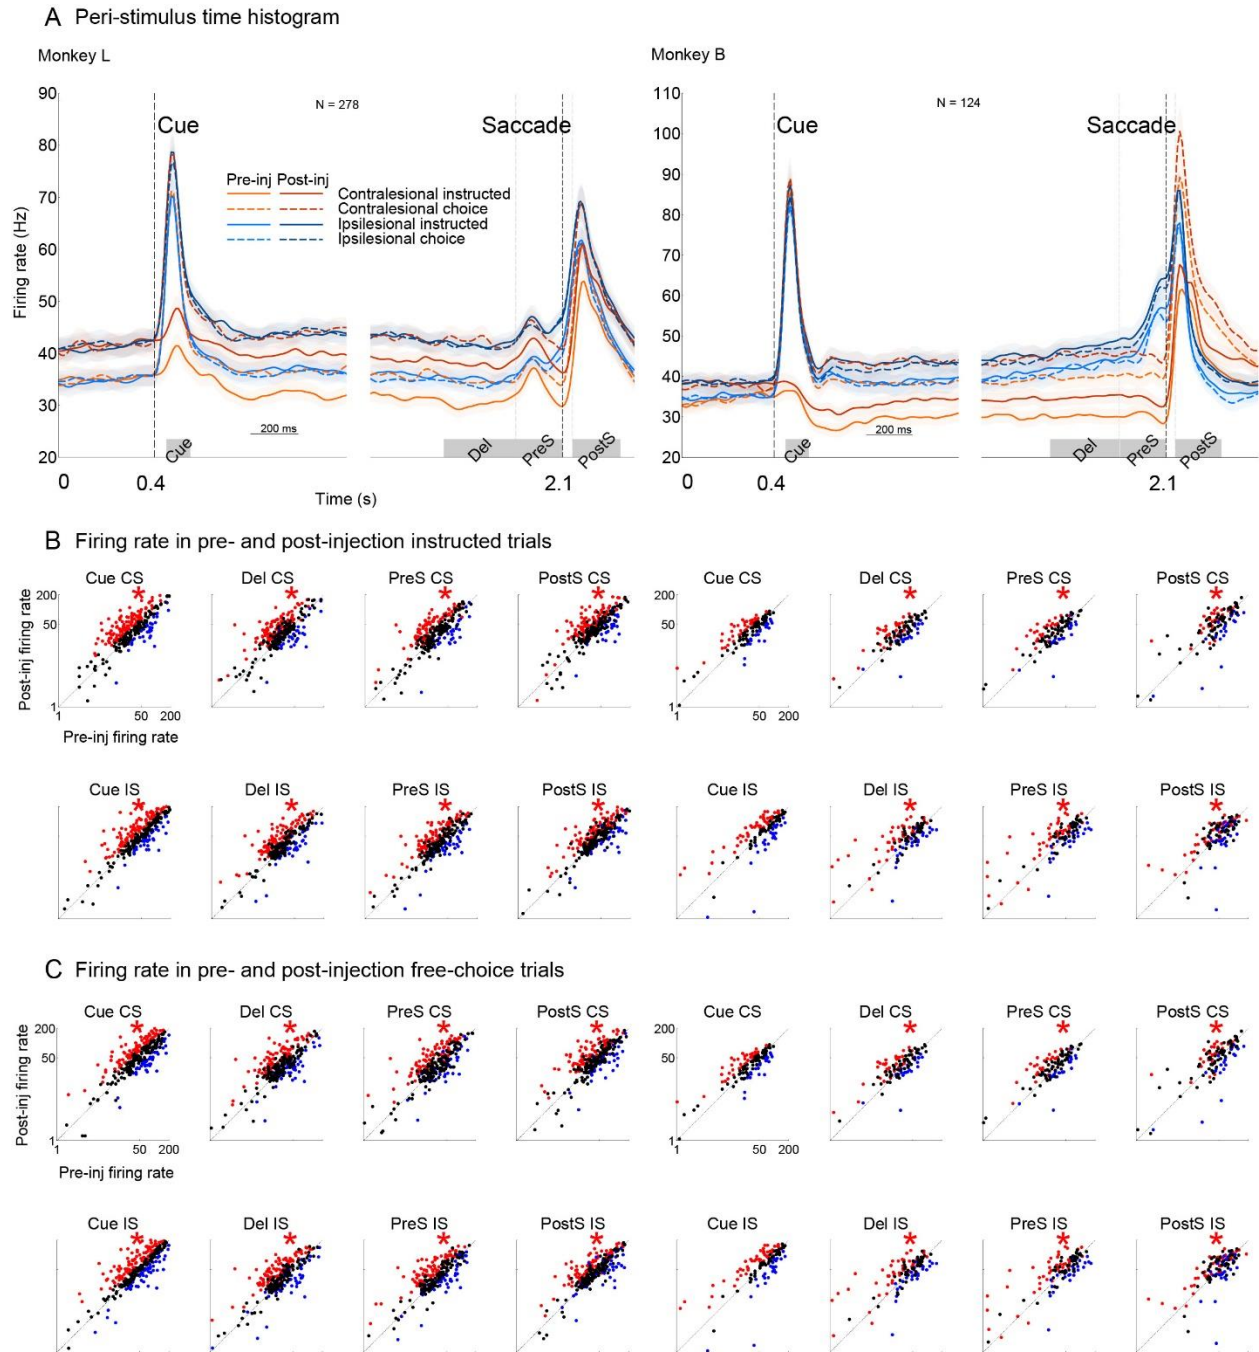 A Peri-stimulus time histogram
Monkey L
Monkey B
90
80
70
60
50
40
30
20
Firing rate (Hz)
N = 278
Cue
Saccade
Pre-inj Post-inj
Contralesional instructed
Contralesional choice
Ipsilesional instructed
Ipsilesional choice
200 ms
Cue
Del
PreS
PostS
0
0.4
Time (s)
2.1
110
100
90
80
70
60
50
40
30
20
N = 124
Cue
Saccade
200 ms
Cue
Del
PreS
PostS
0
0.4
2.1
B Firing rate in pre- and post-injection instructed trials
Cue CS Del CS PreS CS PostS CS Cue CS Del CS PreS CS PostS CS
* * * * * * *
200 200
50 50
Post-inj firing rate
1 1
1 50 200 1 50 200
Pre-inj firing rate
Cue IS Del IS PreS IS PostS IS Cue IS Del IS PreS IS PostS IS
* * * * * * *
C Firing rate in pre- and post-injection free-choice trials
Cue CS Del CS PreS CS PostS CS Cue CS Del CS PreS CS PostS CS
* * * * * * *
200 200
50 50
Post-inj firing rate
1 1
1 50 200 1 50 200
Pre-inj firing rate
Cue IS Del IS PreS IS PostS IS Cue IS Del IS PreS IS PostS IS
* * * * * * *